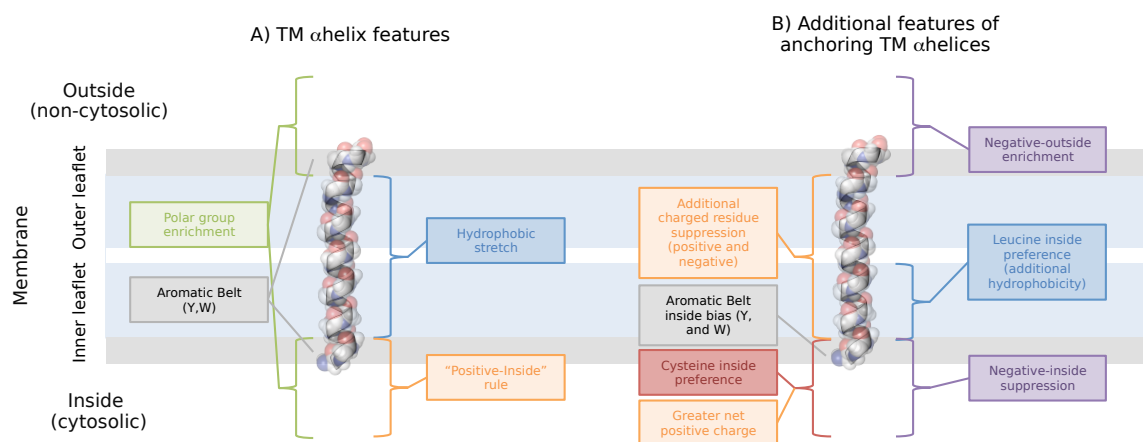 A) TM αhelix features
B) Additional features of
anchoring TM αhelices
Outside
(non-cytosolic)
Membrane
Outer leaflet
Inner leaflet
Inside
(cytosolic)
Polar group
enrichment
Aromatic Belt
(Y,W)
Hydrophobic
stretch
“Positive-Inside”
rule
Additional
charged residue
suppression
(positive and
negative)
Aromatic Belt
inside bias (Y,
and W)
Cysteine inside
preference
Greater net
positive charge
Negative-outside
enrichment
Leucine inside
preference
(additional
hydrophobicity)
Negative-inside
suppression